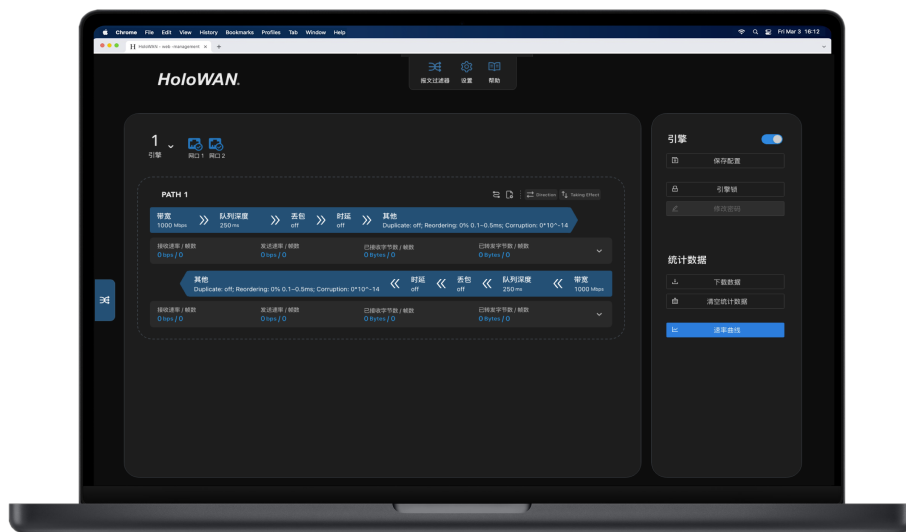 Chrome File Edit View History Bookmarks Profiles Tab Window Help
Fri Mar 3 16:12
HoloWAN - web management × +
HoloWAN.
报文过滤器 设置 帮助
1
引擎 网口 1 网口 2
PATH 1
Direction Taking Effect
带宽 队列深度 丢包 时延 其他
1000 Mbps 250 ms off off Duplicate: off; Reordering: 0% 0.1~0.5ms; Corruption: 0*10^-14
接收速率 / 帧数 发送速率 / 帧数 已接收字节数 / 帧数 已转发字节数 / 帧数
0 bps / 0 0 bps / 0 0 Bytes / 0 0 Bytes / 0
其他 时延 丢包 队列深度 带宽
Duplicate: off; Reordering: 0% 0.1~0.5ms; Corruption: 0*10^-14 off off 250 ms 1000 Mbps
接收速率 / 帧数 发送速率 / 帧数 已接收字节数 / 帧数 已转发字节数 / 帧数
0 bps / 0 0 bps / 0 0 Bytes / 0 0 Bytes / 0
引擎
保存配置
引擎锁
修改密码
统计数据
下载数据
清空统计数据
速率曲线